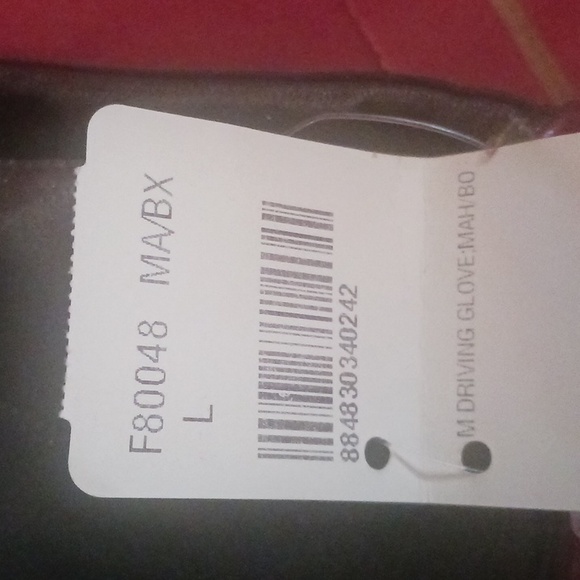 F80048 MA/BX
L
884830340242
M DRIVING GLOVE:MAH/BO